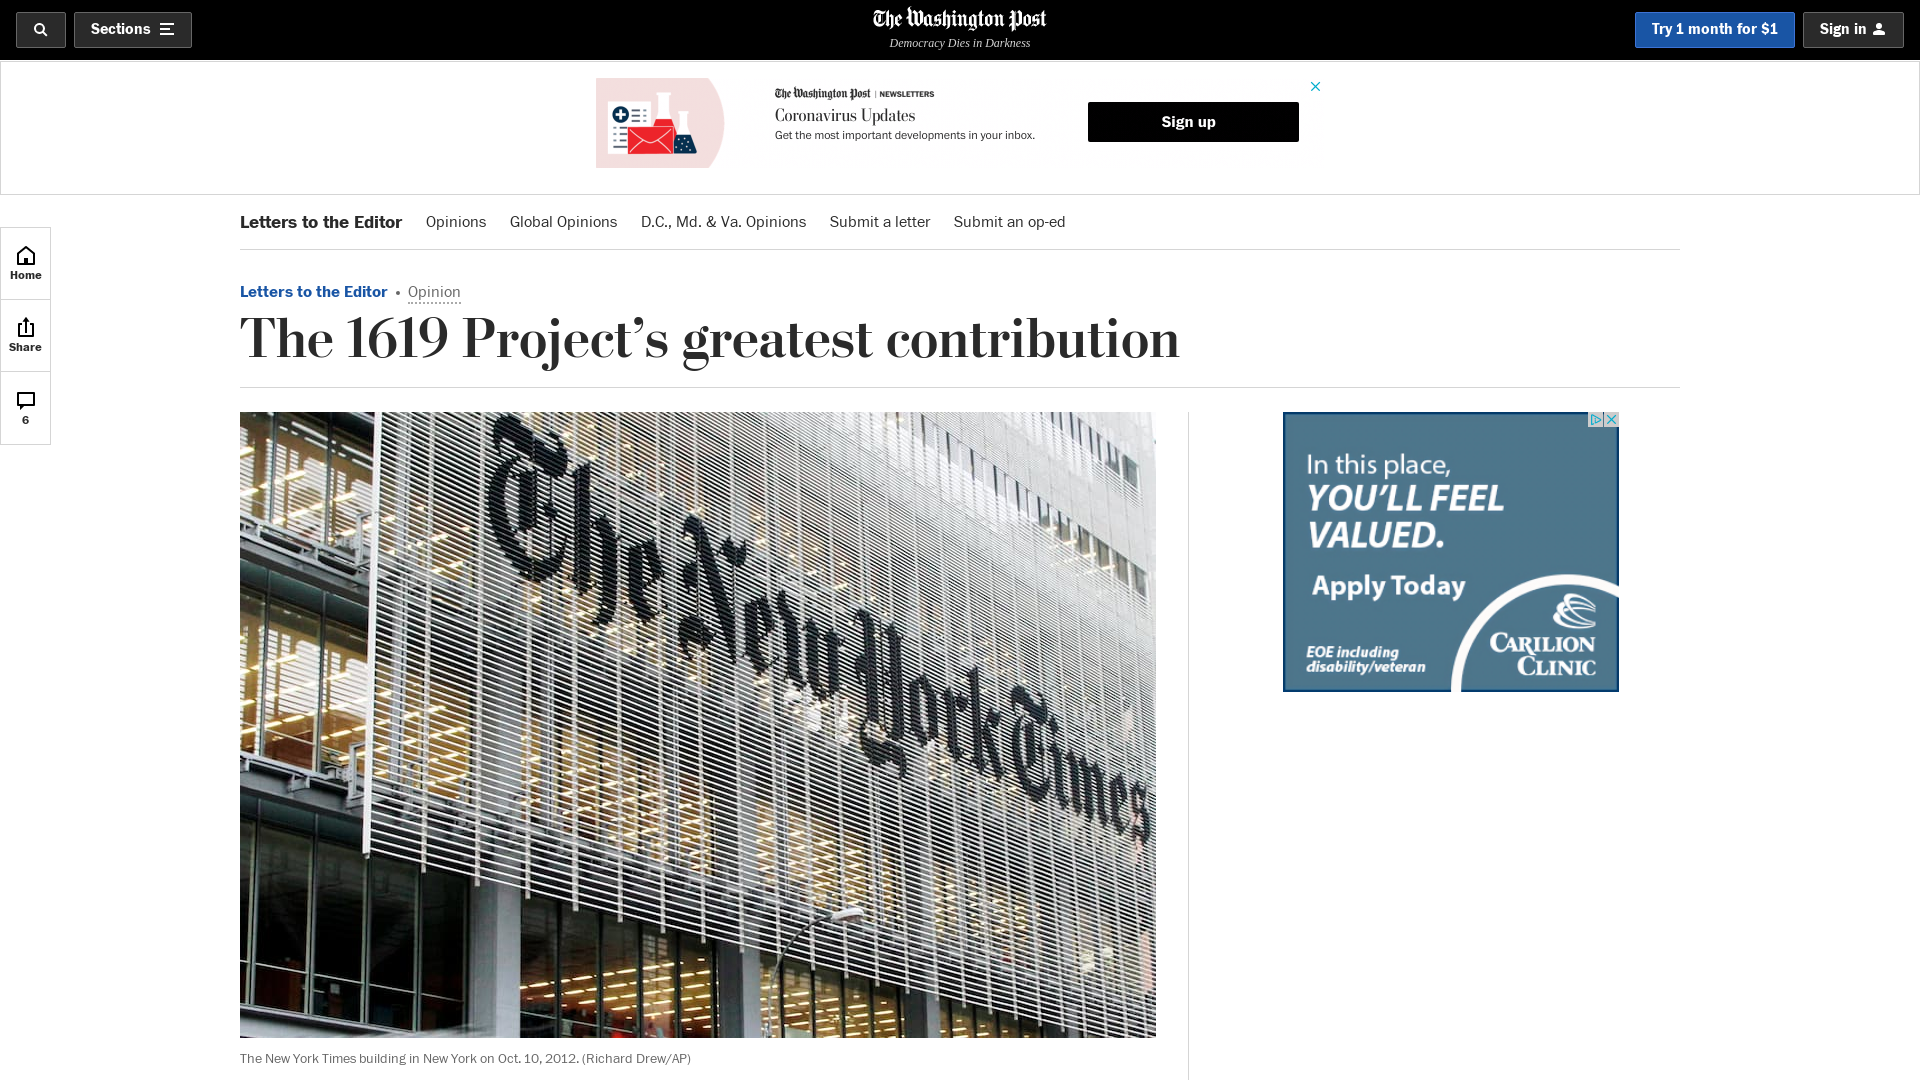 Sections
The Washington Post
Democracy Dies in Darkness
Try 1 month for $1
Sign in
The Washington Post | NEWSLETTERS
Coronavirus Updates
Get the most important developments in your inbox.
Sign up
Letters to the Editor Opinions Global Opinions D.C., Md. & Va. Opinions Submit a letter Submit an op-ed
Home
Share
6
Letters to the Editor • Opinion
The 1619 Project’s greatest contribution
The New York Times
The New York Times building in New York on Oct. 10, 2012. (Richard Drew/AP)
In this place,
YOU’LL FEEL
VALUED.
Apply Today
EOE including
disability/veteran
CARILION
CLINIC